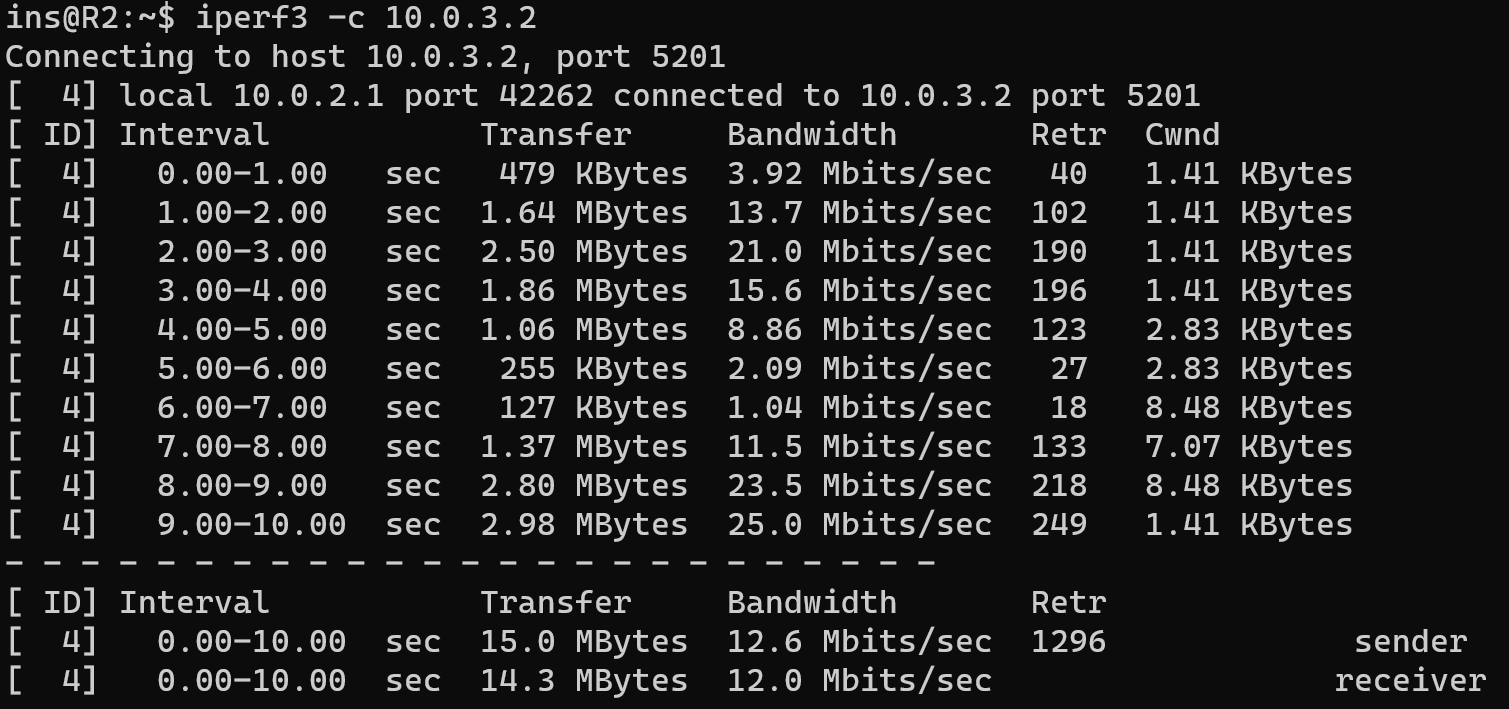 ins@R2:~$ iperf3 -c 10.0.3.2
Connecting to host 10.0.3.2, port 5201
[  4] local 10.0.2.1 port 42262 connected to 10.0.3.2 port 5201
[ ID] Interval           Transfer     Bandwidth       Retr  Cwnd
[  4]   0.00-1.00   sec   479 KBytes  3.92 Mbits/sec   40   1.41 KBytes
[  4]   1.00-2.00   sec  1.64 MBytes  13.7 Mbits/sec  102   1.41 KBytes
[  4]   2.00-3.00   sec  2.50 MBytes  21.0 Mbits/sec  190   1.41 KBytes
[  4]   3.00-4.00   sec  1.86 MBytes  15.6 Mbits/sec  196   1.41 KBytes
[  4]   4.00-5.00   sec  1.06 MBytes  8.86 Mbits/sec  123   2.83 KBytes
[  4]   5.00-6.00   sec   255 KBytes  2.09 Mbits/sec   27   2.83 KBytes
[  4]   6.00-7.00   sec   127 KBytes  1.04 Mbits/sec   18   8.48 KBytes
[  4]   7.00-8.00   sec  1.37 MBytes  11.5 Mbits/sec  133   7.07 KBytes
[  4]   8.00-9.00   sec  2.80 MBytes  23.5 Mbits/sec  218   8.48 KBytes
[  4]   9.00-10.00  sec  2.98 MBytes  25.0 Mbits/sec  249   1.41 KBytes
- - - - - - - - - - - - - - - - - - - - - - - - -
[ ID] Interval           Transfer     Bandwidth       Retr
[  4]   0.00-10.00  sec  15.0 MBytes  12.6 Mbits/sec  1296             sender
[  4]   0.00-10.00  sec  14.3 MBytes  12.0 Mbits/sec                  receiver